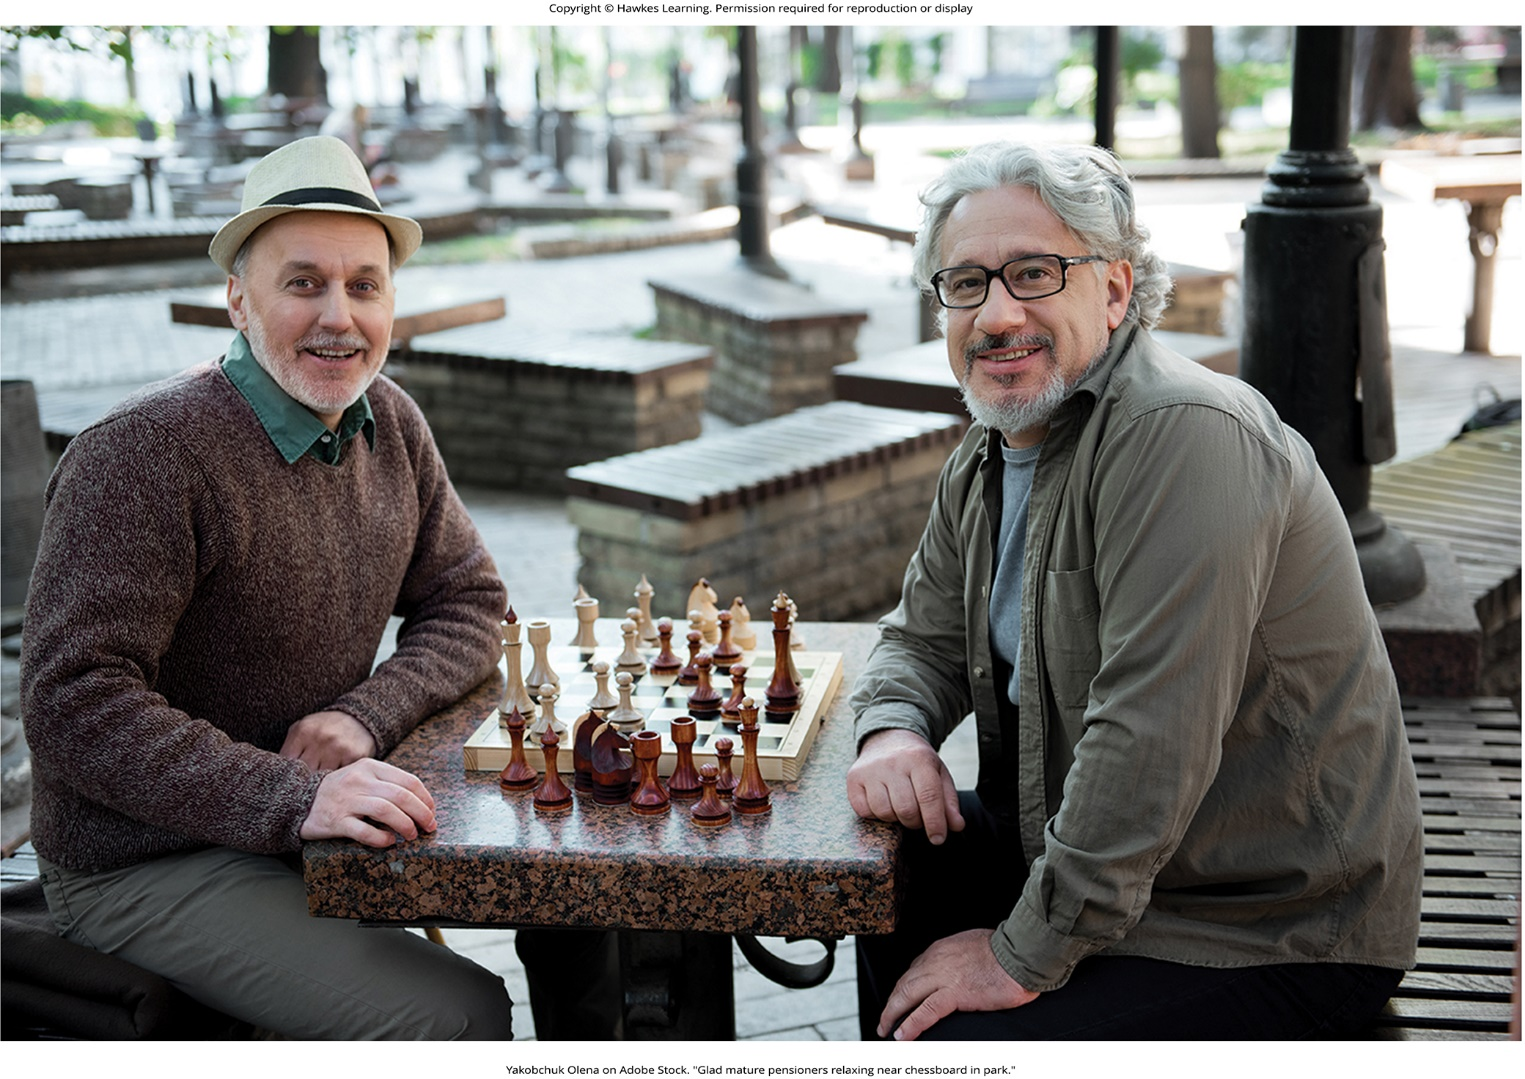 Copyright © Hawkes Learning. Permission required for reproduction or display
Yakobchuk Olena on Adobe Stock. "Glad mature pensioners relaxing near chessboard in park."